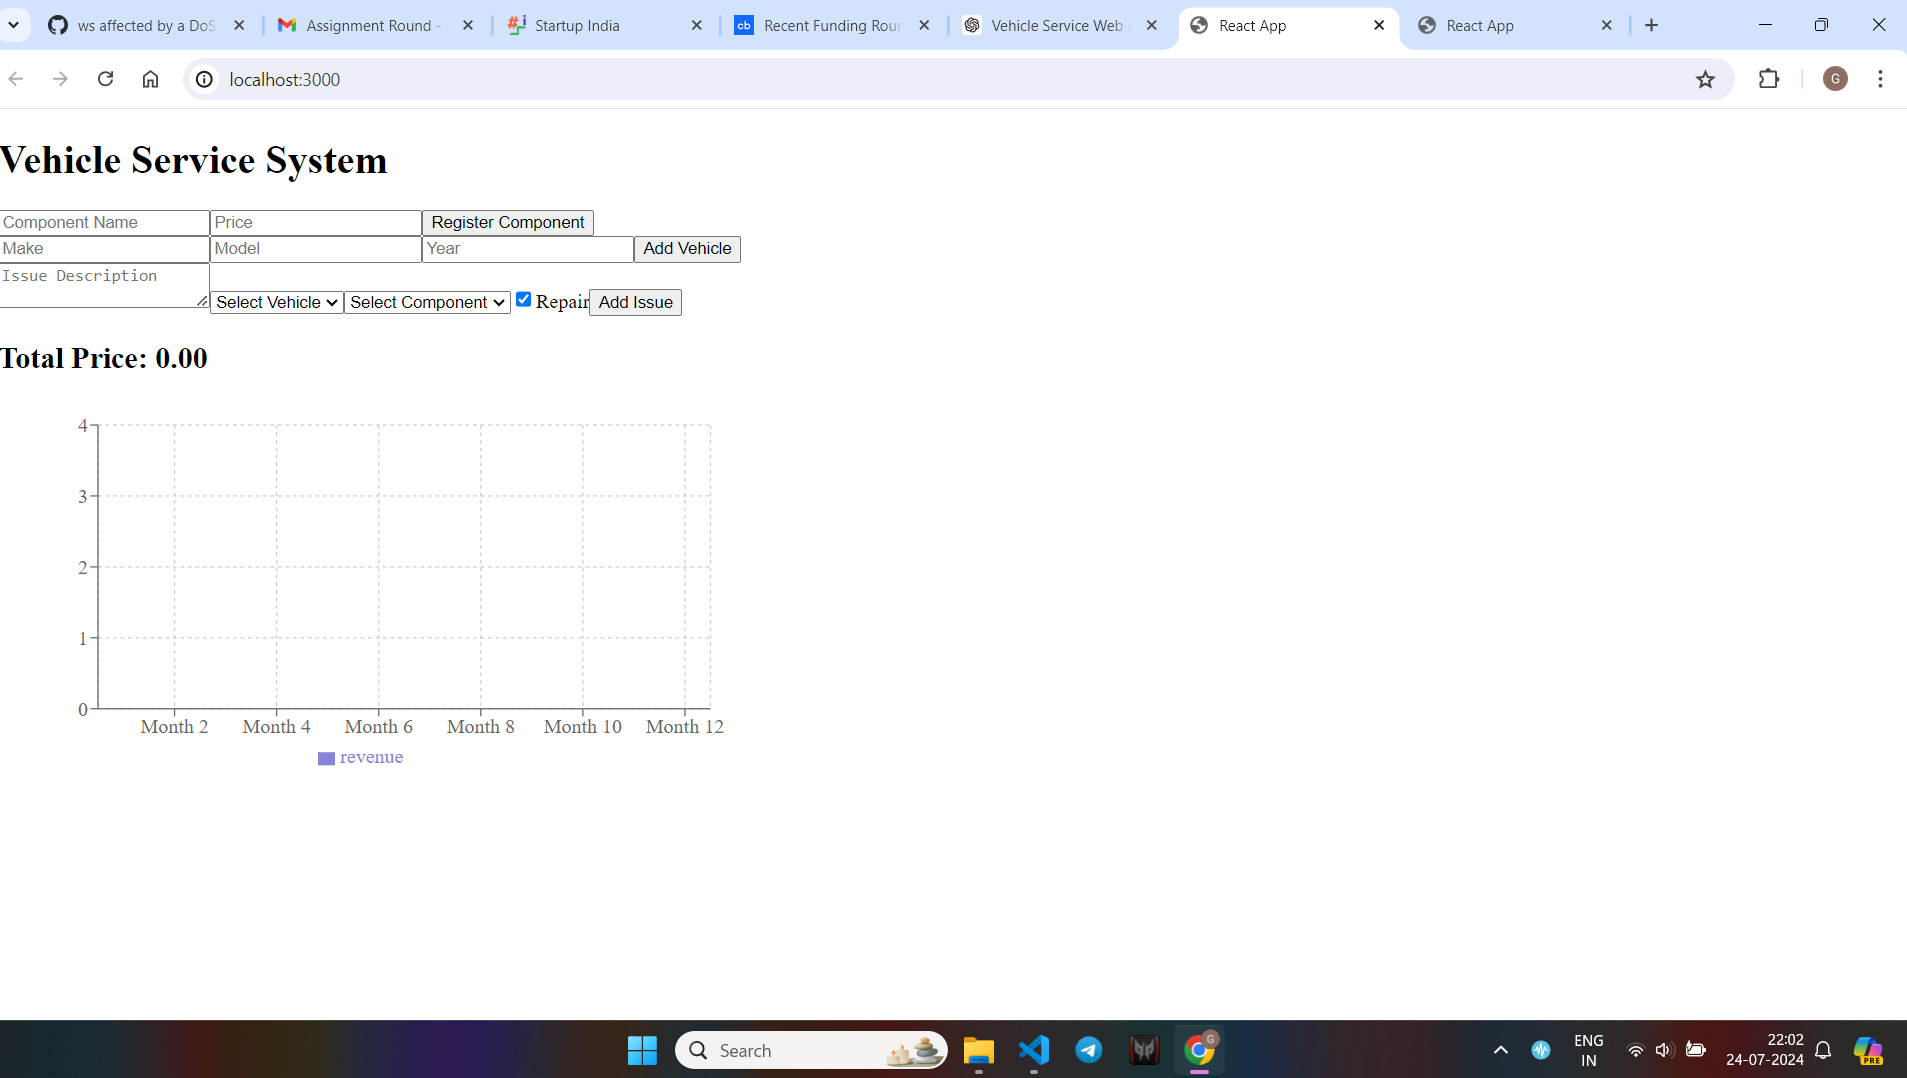 ws affected by a DoS
Assignment Round -
Startup India
Recent Funding Roun
Vehicle Service Web A
React App
React App
localhost:3000
G
Vehicle Service System
Component Name Price Register Component
Make Model Year Add Vehicle
Issue Description
Select Vehicle Select Component Repair Add Issue
Total Price: 0.00
4
3
2
1
0
Month 2 Month 4 Month 6 Month 8 Month 10 Month 12
revenue
Search
G
ENG
IN
22:02
24-07-2024
PRE